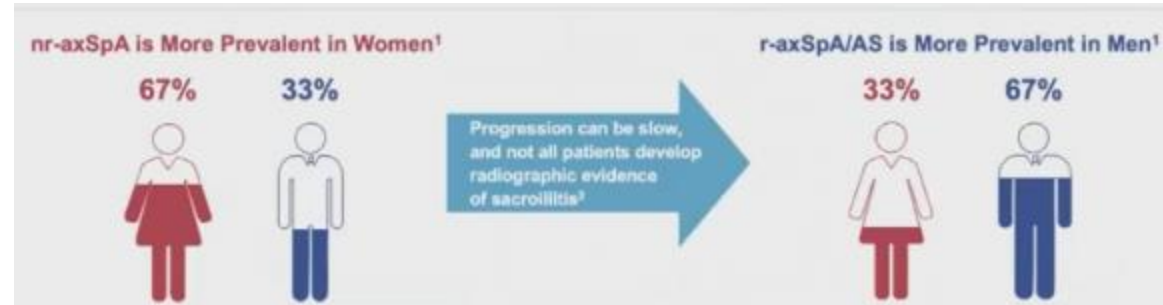 nr-axSpA is More Prevalent in Women¹
67% 33%
Progression can be slow,
and not all patients develop
radiographic evidence
of sacroiliitis³
r-axSpA/AS is More Prevalent in Men¹
33% 67%